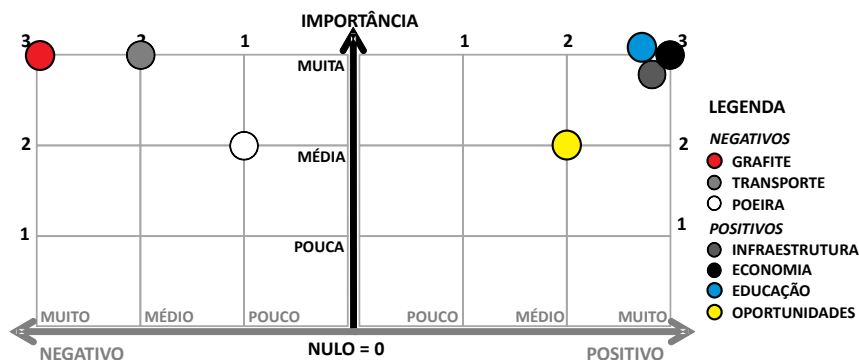 IMPORTÂNCIA
3 2 1 1 2 3
MUITA
2 MÉDIA 2
1 POUCA 1
MUITO MÉDIO POUCO POUCO MÉDIO MUITO
NEGATIVO NULO = 0 POSITIVO
LEGENDA
NEGATIVOS
GRAFITE
TRANSPORTE
POEIRA
POSITIVOS
INFRAESTRUTURA
ECONOMIA
EDUCAÇÃO
OPORTUNIDADES